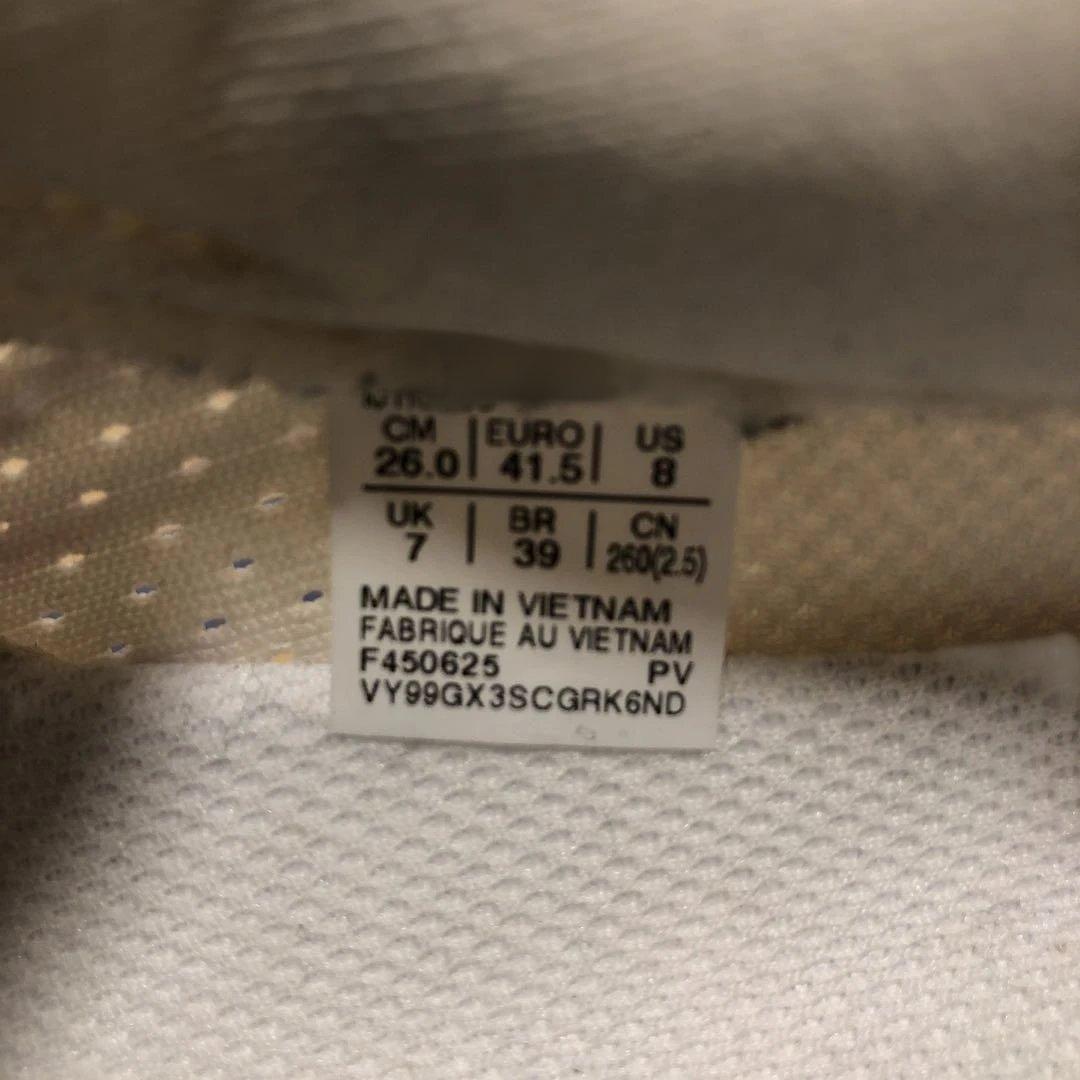 CM | EURO | US
26.0 | 41.5 | 8
UK | BR | CN
7 | 39 | 260(2.5)
MADE IN VIETNAM
FABRIQUE AU VIETNAM
F450625 PV
VY99GX3SCGRK6ND